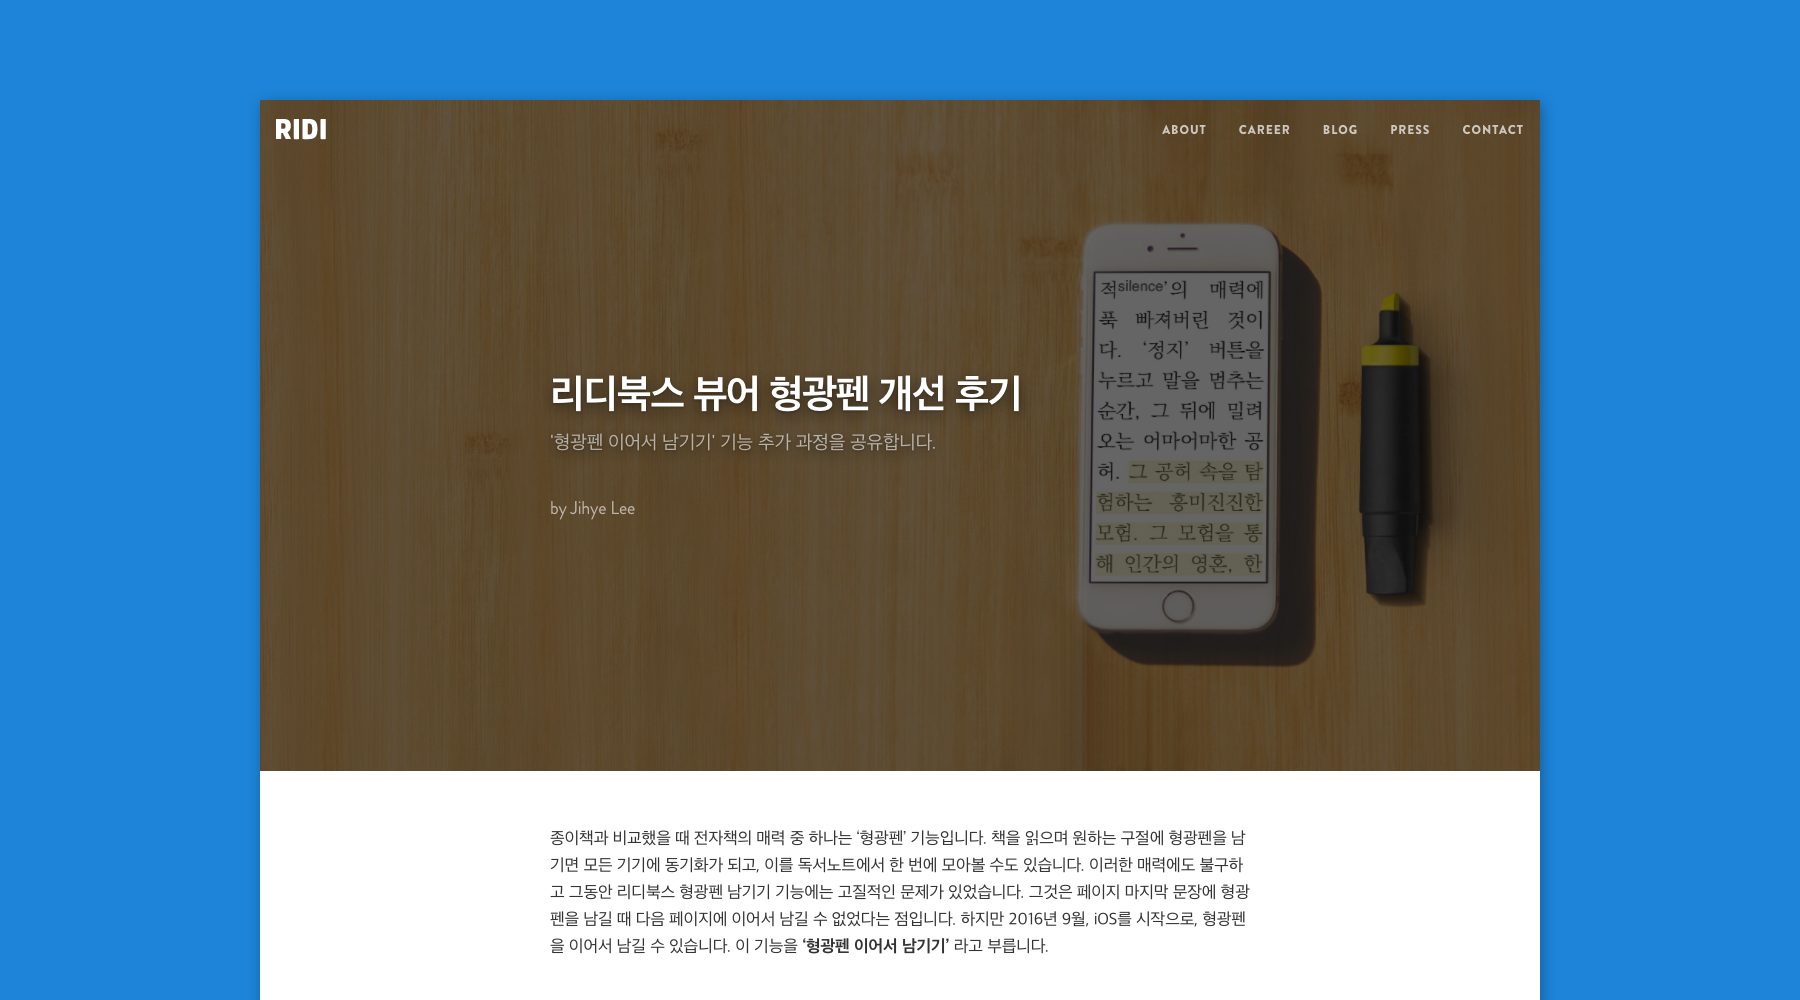 RIDI
ABOUT CAREER BLOG PRESS CONTACT
적silence’의 매력에
푹 빠져버린 것이
다. ‘정지’ 버튼을
누르고 말을 멈추는
순간, 그 뒤에 밀려
오는 어마어마한 공
허. 그 공허 속을 탐
험하는 흥미진진한
모험. 그 모험을 통
해 인간의 영혼, 한
리디북스 뷰어 형광펜 개선 후기
'형광펜 이어서 남기기' 기능 추가 과정을 공유합니다.
by Jihye Lee
종이책과 비교했을 때 전자책의 매력 중 하나는 ‘형광펜’ 기능입니다. 책을 읽으며 원하는 구절에 형광펜을 남
기면 모든 기기에 동기화가 되고, 이를 독서노트에서 한 번에 모아볼 수도 있습니다. 이러한 매력에도 불구하
고 그동안 리디북스 형광펜 남기기 기능에는 고질적인 문제가 있었습니다. 그것은 페이지 마지막 문장에 형광
펜을 남길 때 다음 페이지에 이어서 남길 수 없었다는 점입니다. 하지만 2016년 9월, iOS를 시작으로, 형광펜
을 이어서 남길 수 있습니다. 이 기능을 ‘형광펜 이어서 남기기’ 라고 부릅니다.